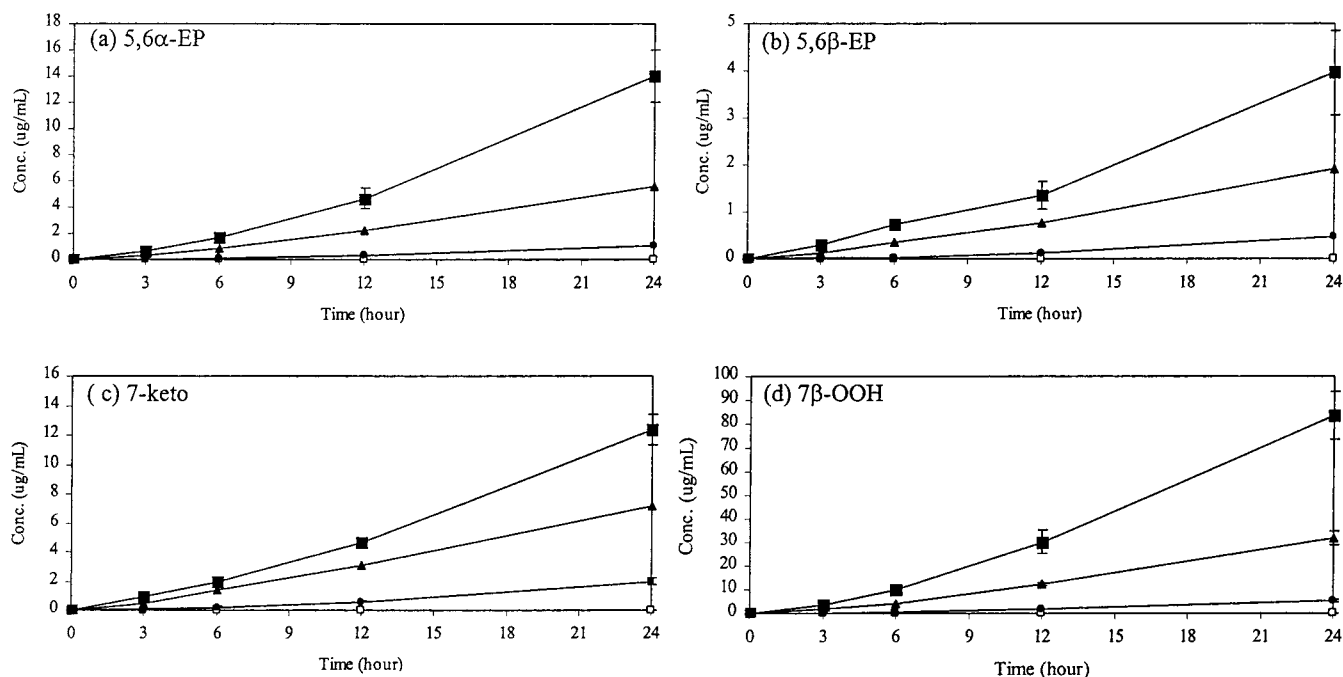 (a) 5,6α-EP
Conc. (ug/mL)
18
16
14
12
10
8
6
4
2
0
0 3 6 9 12 15 18 21 24
Time (hour)
(b) 5,6β-EP
Conc. (ug/mL)
5
4
3
2
1
0
0 3 6 9 12 15 18 21 24
Time (hour)
( c) 7-keto
Conc. (ug/mL)
16
14
12
10
8
6
4
2
0
0 3 6 9 12 15 18 21 24
Time (hour)
(d) 7β-OOH
Conc. (ug/mL)
100
90
80
70
60
50
40
30
20
10
0
0 3 6 9 12 15 18 21 24
Time (hour)